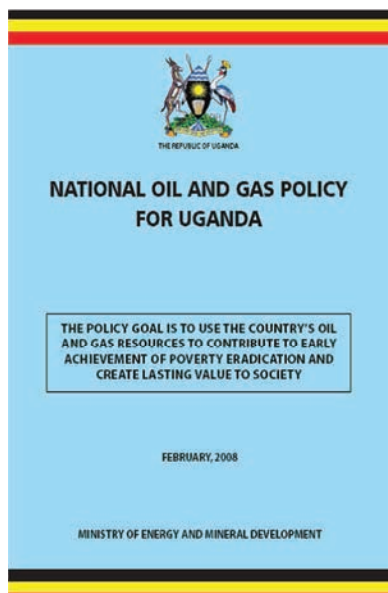 THE REPUBLIC OF UGANDA
NATIONAL OIL AND GAS POLICY
FOR UGANDA
THE POLICY GOAL IS TO USE THE COUNTRY'S OIL
AND GAS RESOURCES TO CONTRIBUTE TO EARLY
ACHIEVEMENT OF POVERTY ERADICATION AND
CREATE LASTING VALUE TO SOCIETY
FEBRUARY, 2008
MINISTRY OF ENERGY AND MINERAL DEVELOPMENT